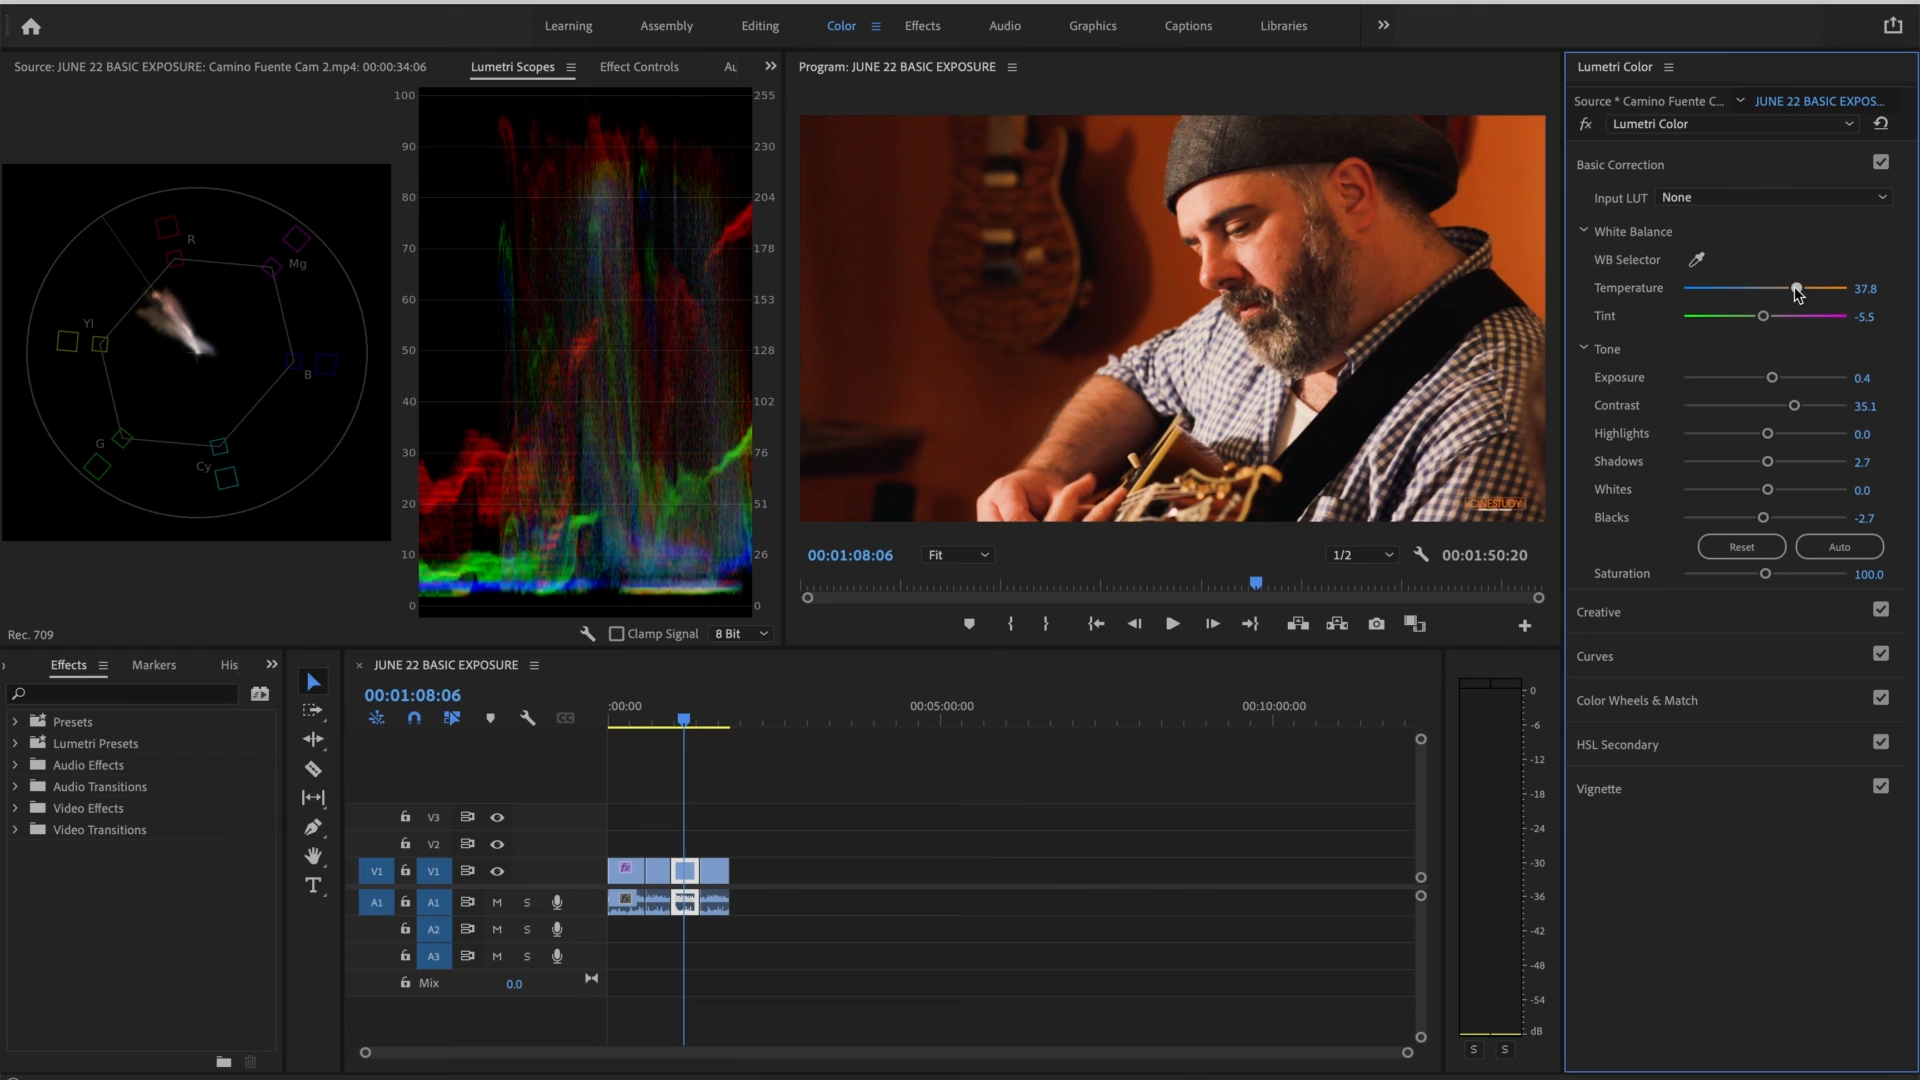 Learning Assembly Editing Color Effects Audio Graphics Captions Libraries
Source: JUNE 22 BASIC EXPOSURE: Camino Fuente Cam 2.mp4: 00:00:34:06 Lumetri Scopes Effect Controls Au
100 255
90 230
80 204
70 178
60 153
50 128
40 102
30 76
20 51
10 26
0 0
R
Mg
Yl
B
G
Cy
Rec. 709 Clamp Signal 8 Bit
Program: JUNE 22 BASIC EXPOSURE
CINESTUDY
00:01:08:06 Fit 1/2 00:01:50:20
Lumetri Color
Source * Camino Fuente C... JUNE 22 BASIC EXPOS...
fx Lumetri Color
Basic Correction
Input LUT None
White Balance
WB Selector
Temperature 37.8
Tint -5.5
Tone
Exposure 0.4
Contrast 35.1
Highlights 0.0
Shadows 2.7
Whites 0.0
Blacks -2.7
Reset Auto
Saturation 100.0
Creative
Curves
Color Wheels & Match
HSL Secondary
Vignette
Effects Markers His
Presets
Lumetri Presets
Audio Effects
Audio Transitions
Video Effects
Video Transitions
T
× JUNE 22 BASIC EXPOSURE
00:01:08:06
CC
:00:00 00:05:00:00 00:10:00:00
V3
V2
V1 V1 fx
A1 A1 M S fx
A2 M S
A3 M S
Mix 0.0
0
-6
-12
-18
-24
-30
-36
-42
-48
-54
dB
S S